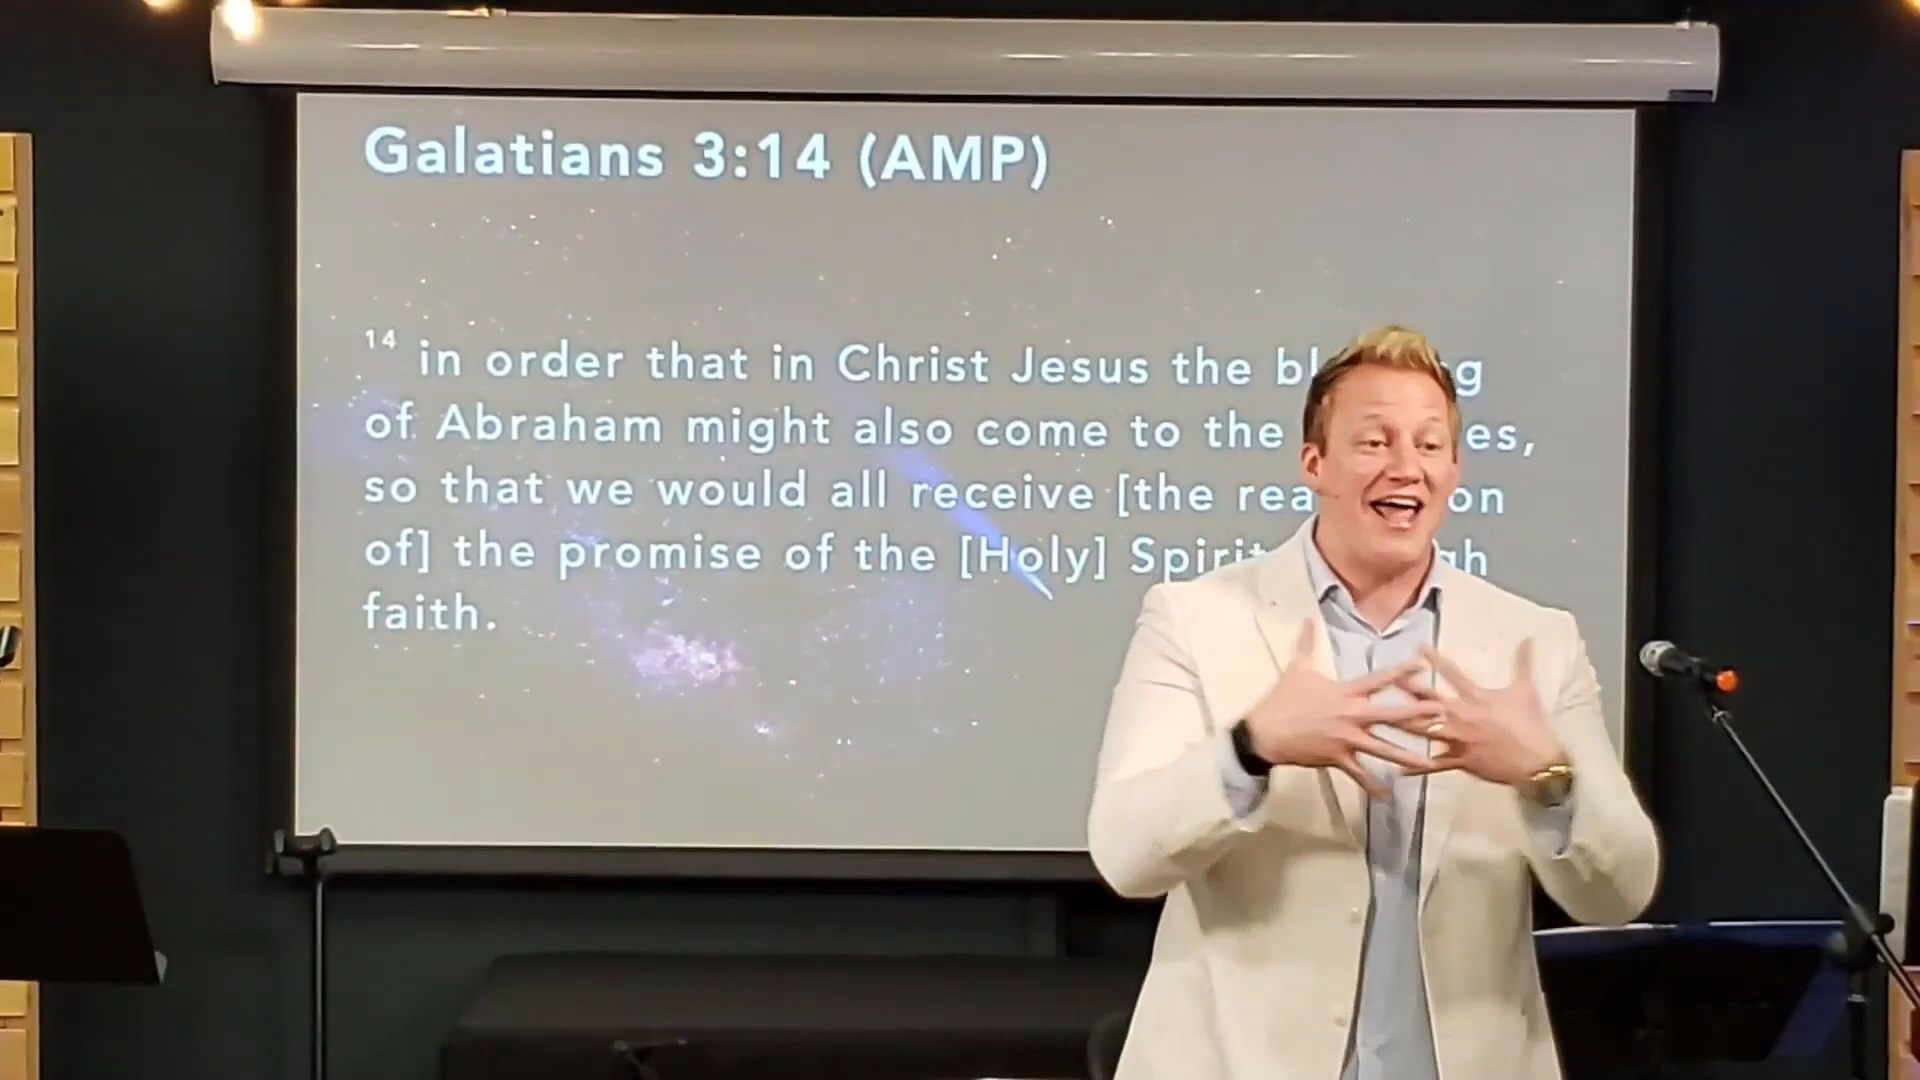 Galatians 3:14 (AMP)
14 in order that in Christ Jesus the
of Abraham might also come to the
so that we would all receive [the
of] the promise of the [Holy] Spirit
faith.